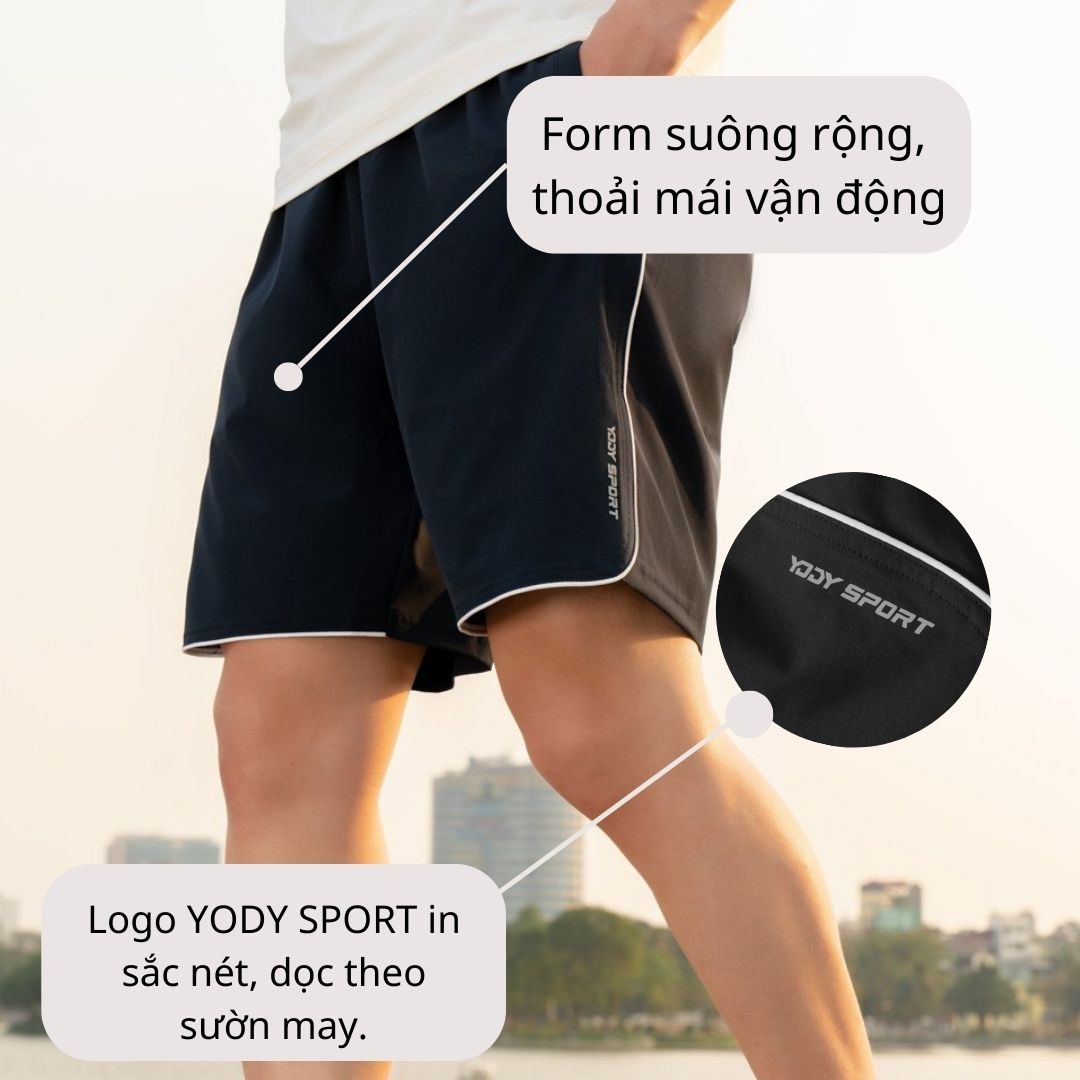 Form suông rộng,
thoải mái vận động
YODY SPORT
YODY SPORT
Logo YODY SPORT in
sắc nét, dọc theo
sườn may.